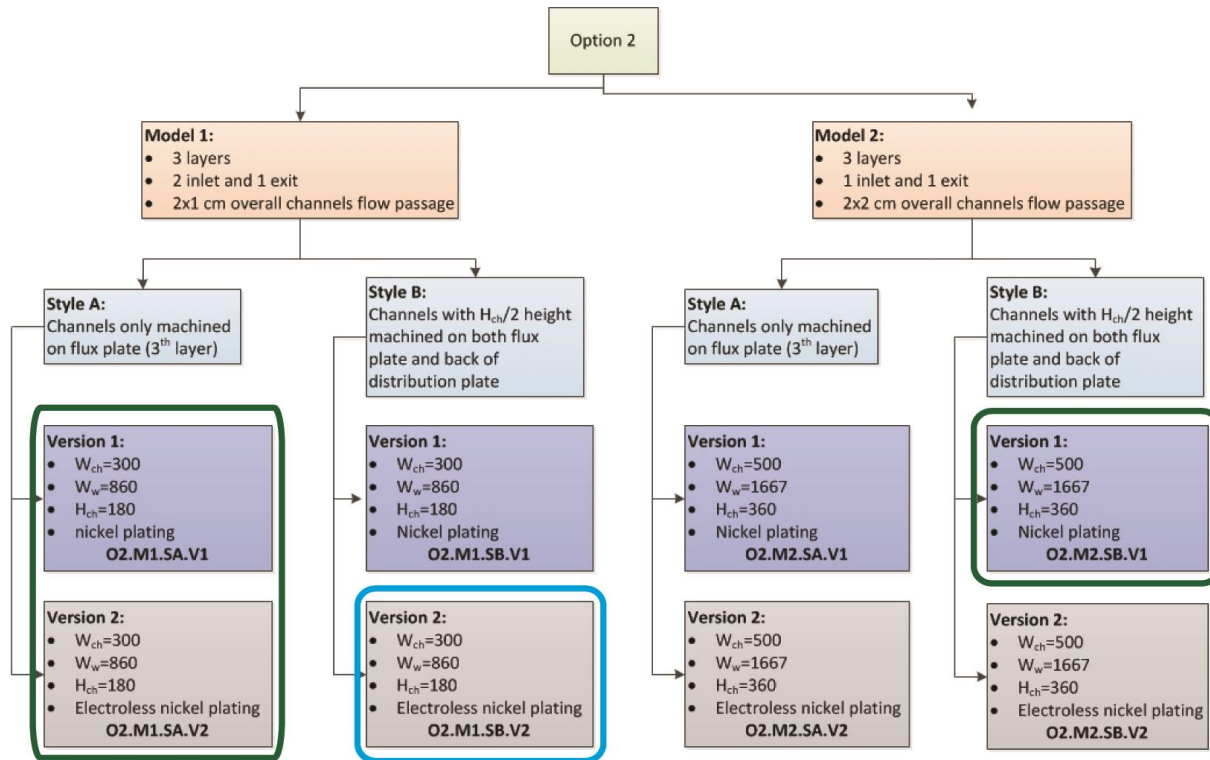 Option 2
Model 1:
• 3 layers
• 2 inlet and 1 exit
• 2x1 cm overall channels flow passage
Model 2:
• 3 layers
• 1 inlet and 1 exit
• 2x2 cm overall channels flow passage
Style A:
Channels only machined
on flux plate (3th layer)
Style B:
Channels with Hch/2 height
machined on both flux
plate and back of
distribution plate
Style A:
Channels only machined
on flux plate (3th layer)
Style B:
Channels with Hch/2 height
machined on both flux
plate and back of
distribution plate
Version 1:
• Wch=300
• Ww=860
• Hch=180
• nickel plating
O2.M1.SA.V1
Version 1:
• Wch=300
• Ww=860
• Hch=180
• Nickel plating
O2.M1.SB.V1
Version 1:
• Wch=500
• Ww=1667
• Hch=360
• Nickel plating
O2.M2.SA.V1
Version 1:
• Wch=500
• Ww=1667
• Hch=360
• Nickel plating
O2.M2.SB.V1
Version 2:
• Wch=300
• Ww=860
• Hch=180
• Electroless nickel plating
O2.M1.SA.V2
Version 2:
• Wch=300
• Ww=860
• Hch=180
• Electroless nickel plating
O2.M1.SB.V2
Version 2:
• Wch=500
• Ww=1667
• Hch=360
• Electroless nickel plating
O2.M2.SA.V2
Version 2:
• Wch=500
• Ww=1667
• Hch=360
• Electroless nickel plating
O2.M2.SB.V2